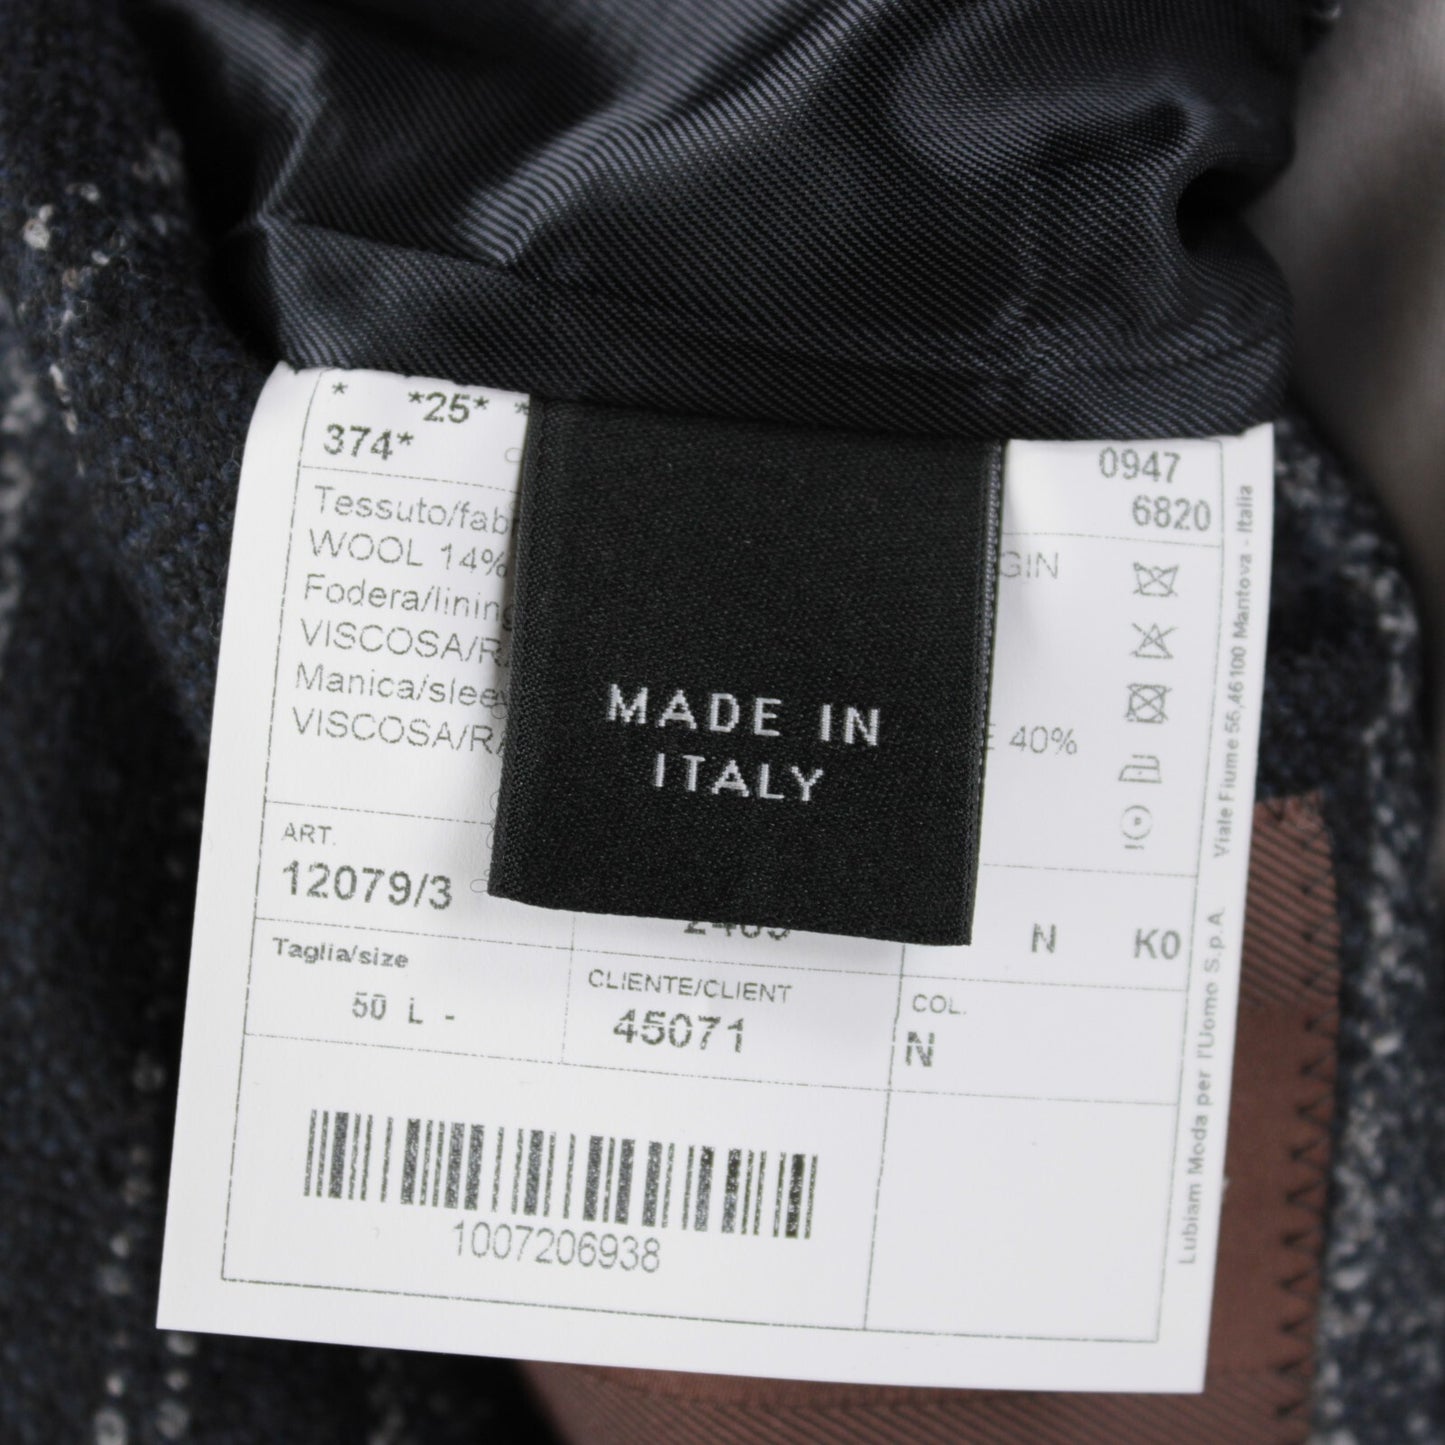 * *25* *
374*
0947
6820
Tessuto/fab
WOOL 14%
GIN
Fodera/lining
VISCOSA/RA
Manica/slee
VISCOSA/RA
E 40%
MADE IN
ITALY
ART.
12079/3
N K0
Taglia/size
50 L -
CLIENTE/CLIENT
45071
COL.
N
1007206938
Lubiam Moda per l'Uomo S.p.A. Viale Fiume 55,46100 Mantova - Italia